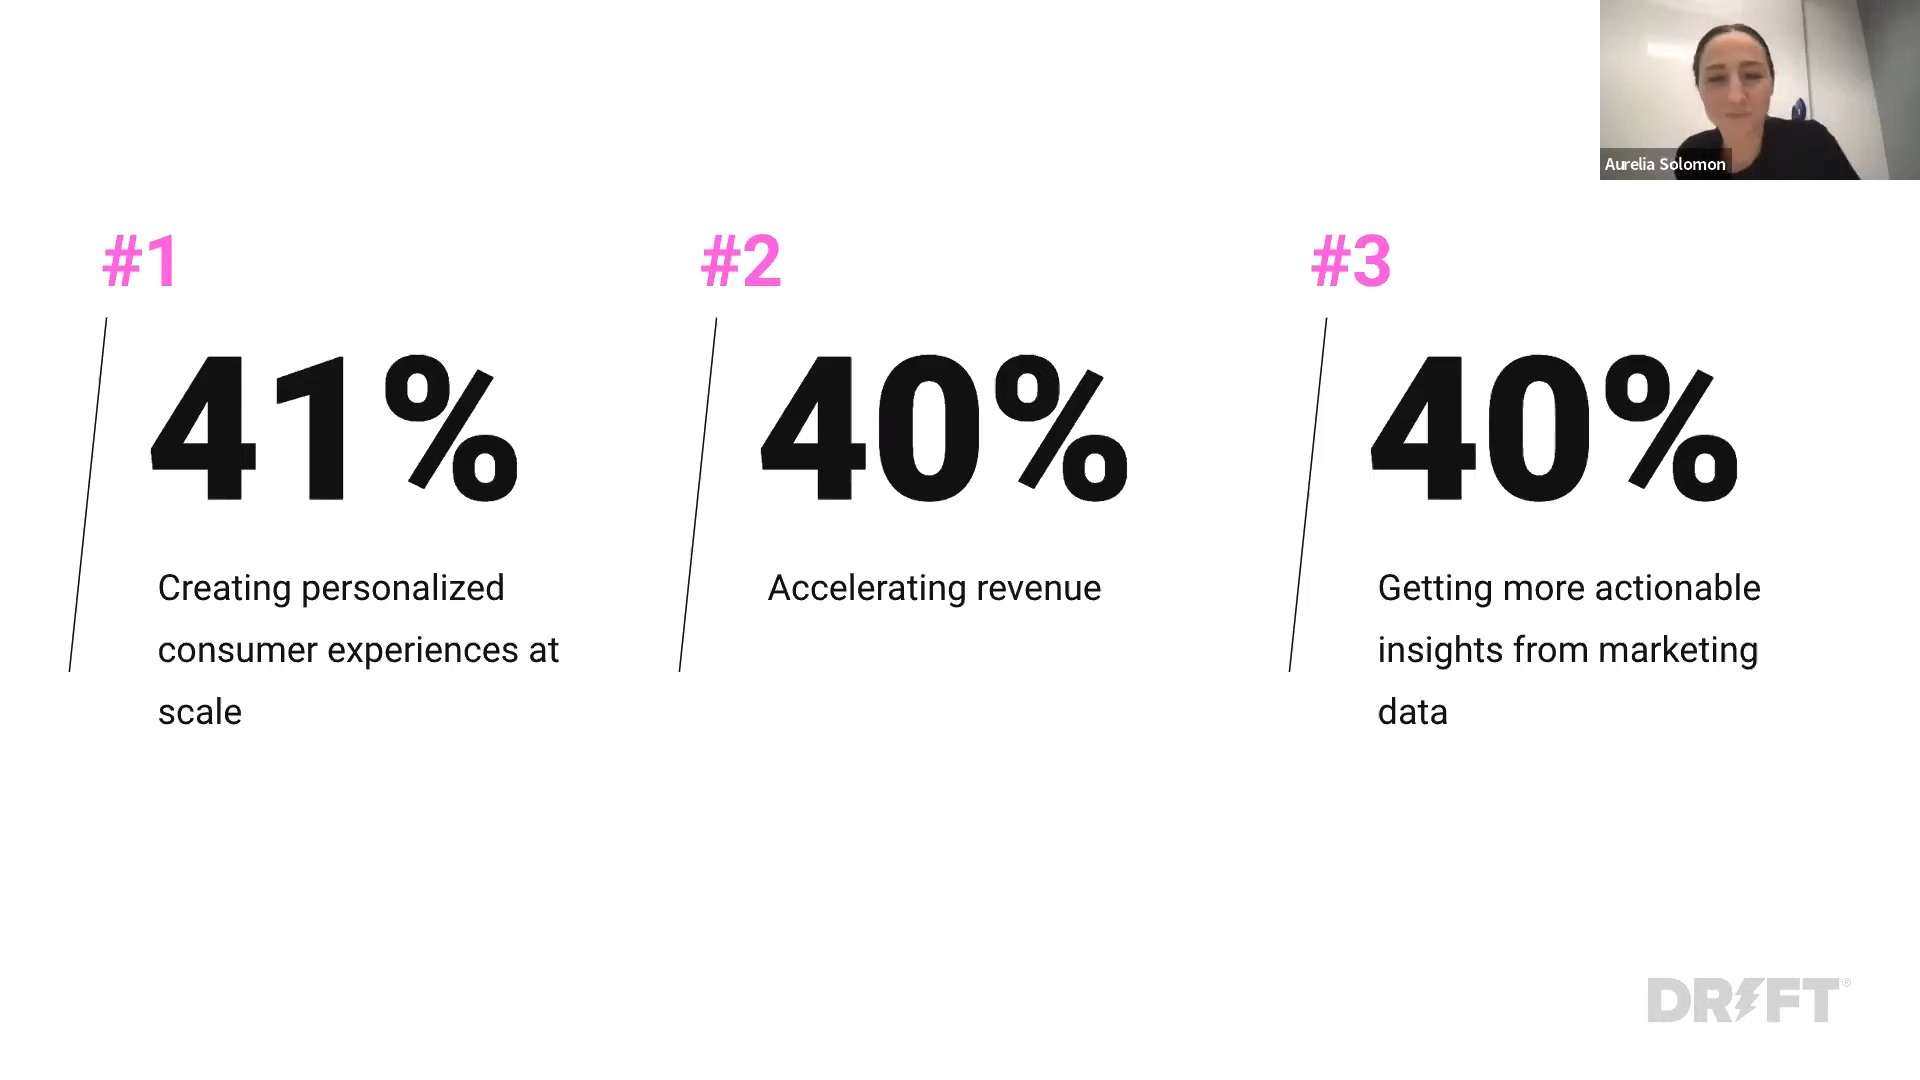 Aurelia Solomon
#1
41%
Creating personalized
consumer experiences at
scale
#2
40%
Accelerating revenue
#3
40%
Getting more actionable
insights from marketing
data
DRIFT®